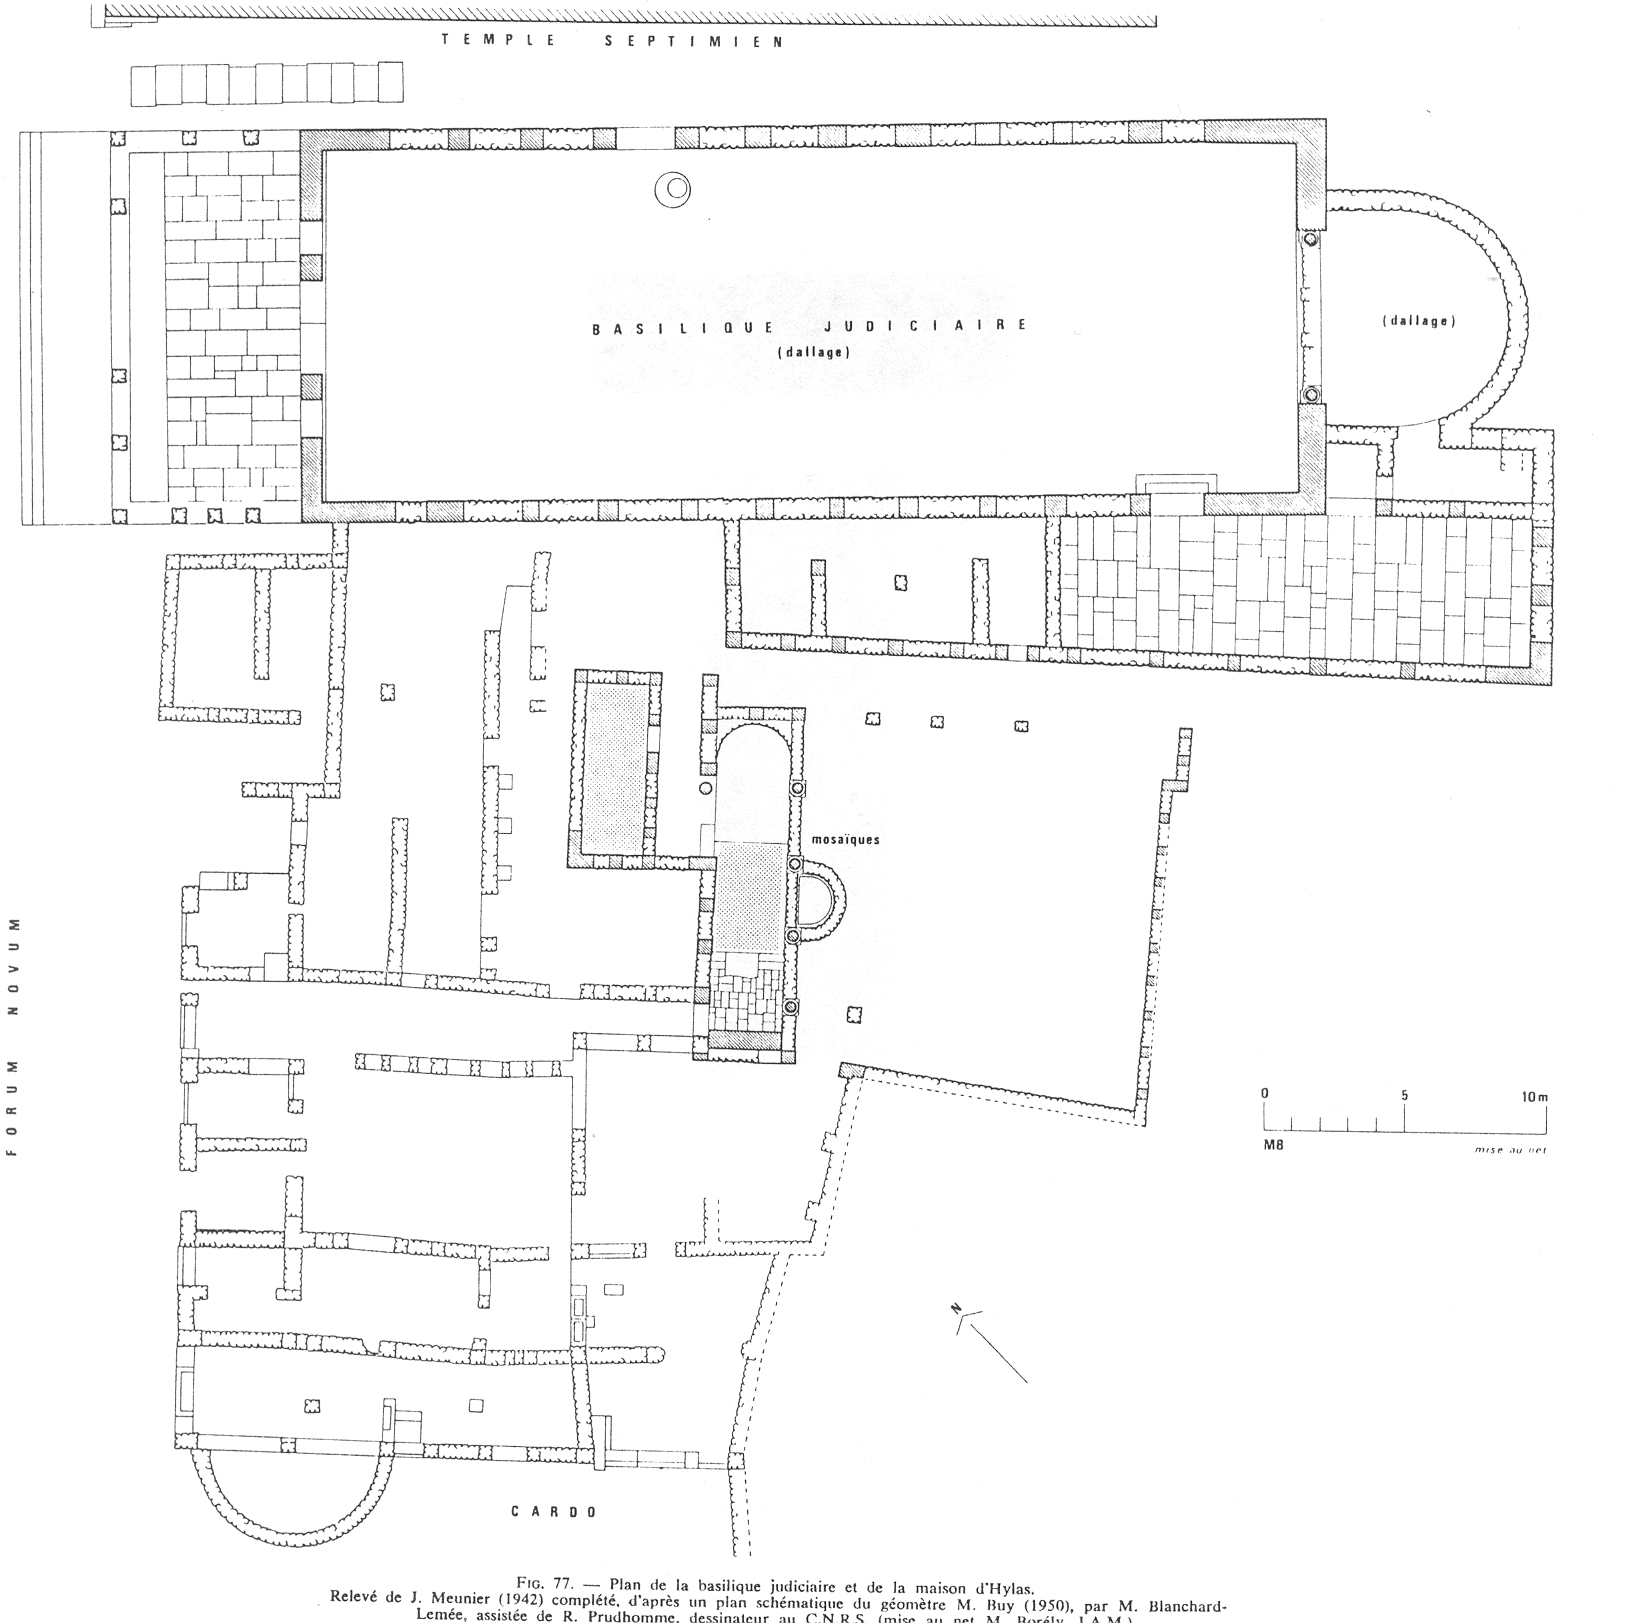 TEMPLE SEPTIMIEN
BASILIQUE JUDICIAIRE
(dallage)
(dallage)
mosaïques
FORUM NOVUM
0 5 10 m
M8
mise au net
N
CARDO
FIG. 77. — Plan de la basilique judiciaire et de la maison d'Hylas.
Relevé de J. Meunier (1942) complété, d'après un plan schématique du géomètre M. Buy (1950), par M. Blanchard-
Lemée, assistée de R. Prudhomme, dessinateur au C.N.R.S. (mise au net M. Borély, I.A.M.)